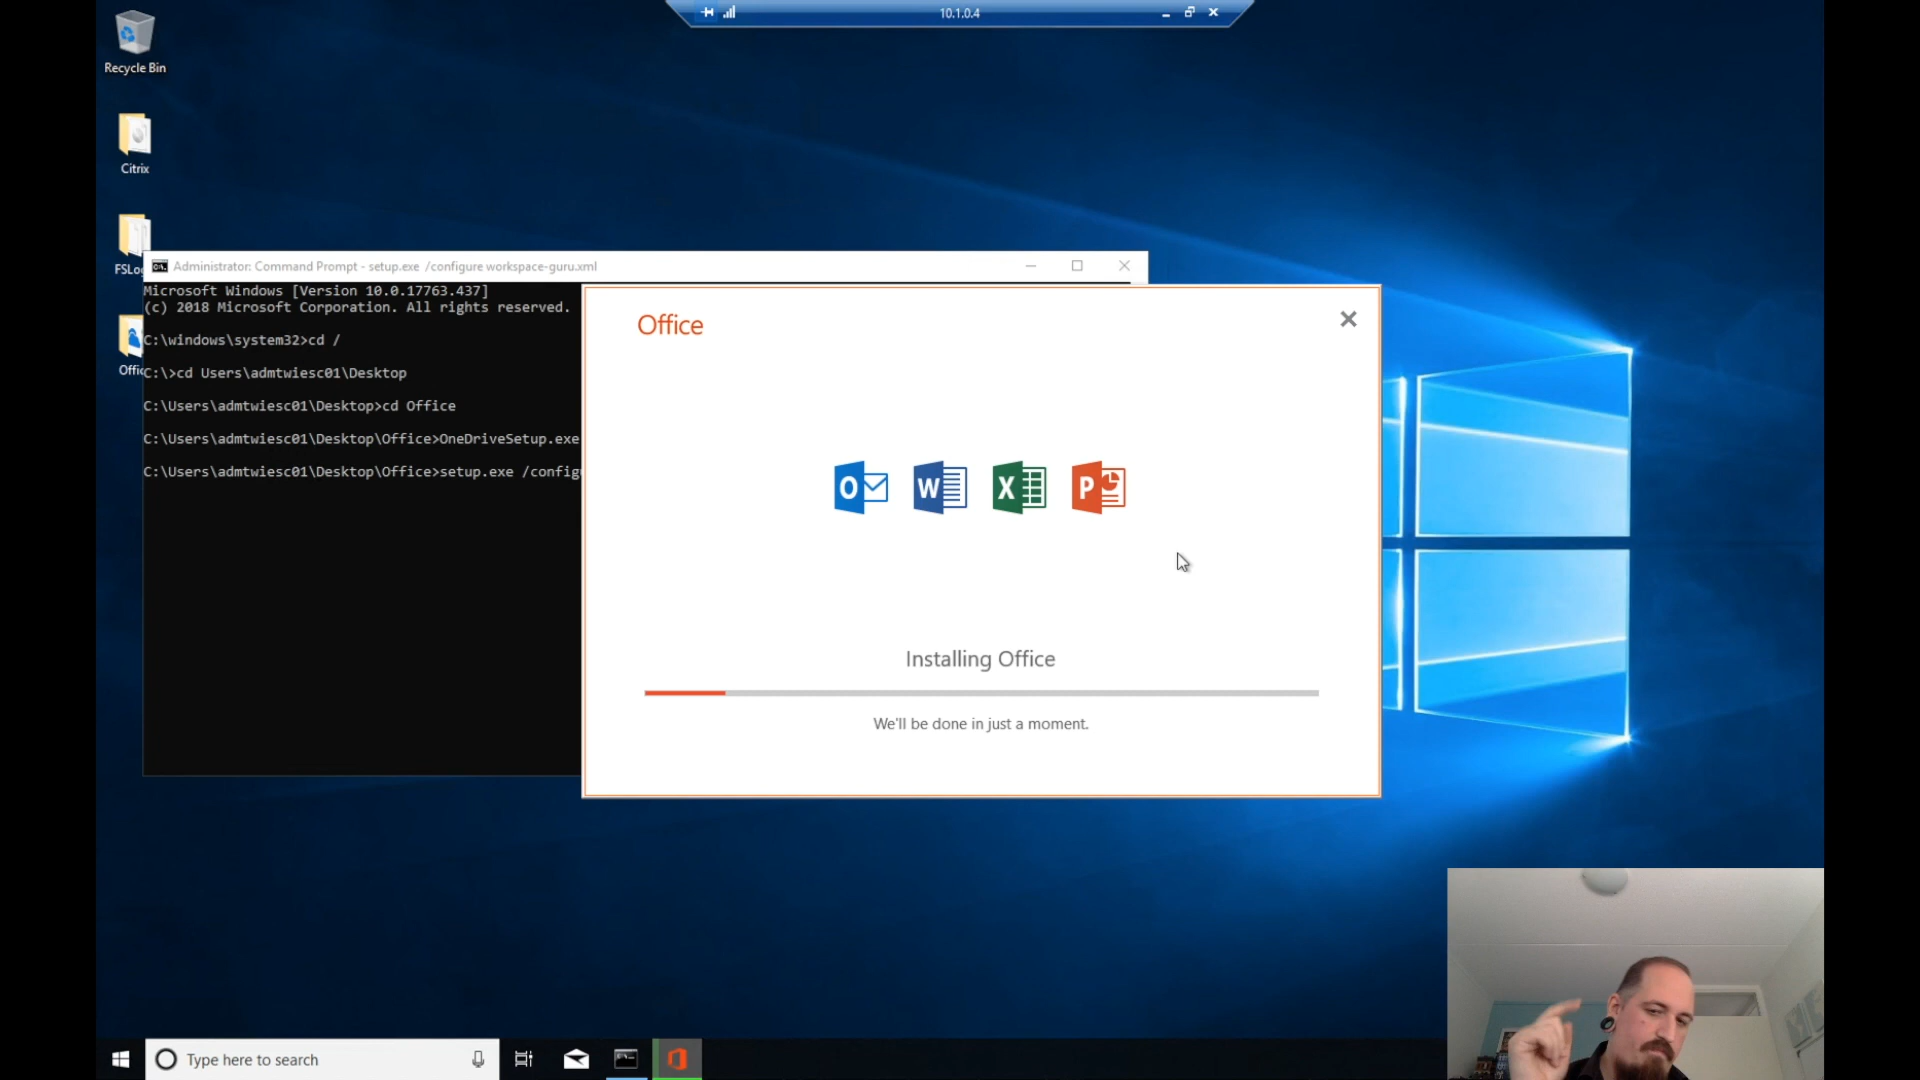 10.1.0.4
Recycle Bin
Citrix
FSLo
Offic
Administrator: Command Prompt - setup.exe /configure workspace-guru.xml
Microsoft Windows [Version 10.0.17763.437]
(c) 2018 Microsoft Corporation. All rights reserved.
C:\windows\system32>cd /
C:\>cd Users\admtwiesc01\Desktop
C:\Users\admtwiesc01\Desktop>cd Office
C:\Users\admtwiesc01\Desktop\Office>OneDriveSetup.exe
C:\Users\admtwiesc01\Desktop\Office>setup.exe /config
Office
O W X P
Installing Office
We'll be done in just a moment.
Type here to search